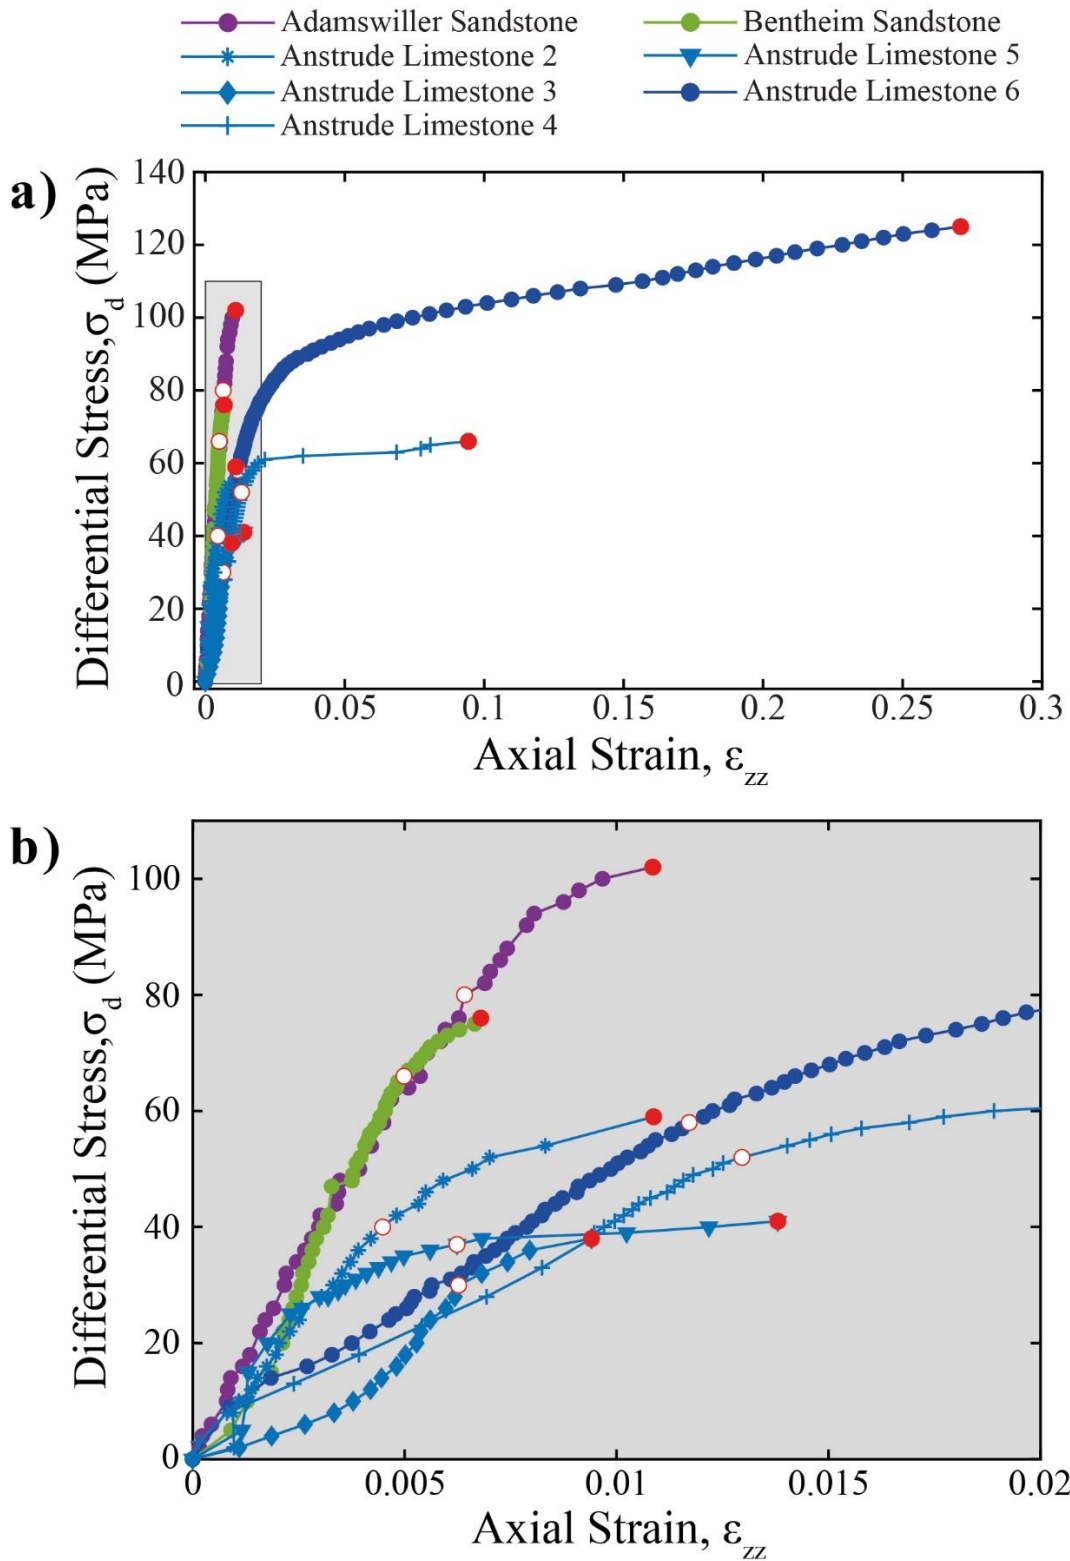 Adamswiller Sandstone
Bentheim Sandstone
Anstrude Limestone 2
Anstrude Limestone 5
Anstrude Limestone 3
Anstrude Limestone 6
Anstrude Limestone 4
a)
Differential Stress,σd (MPa)
140
120
100
80
60
40
20
0
0 0.05 0.1 0.15 0.2 0.25 0.3
Axial Strain, εzz
b)
Differential Stress,σd (MPa)
100
80
60
40
20
0
0 0.005 0.01 0.015 0.02
Axial Strain, εzz